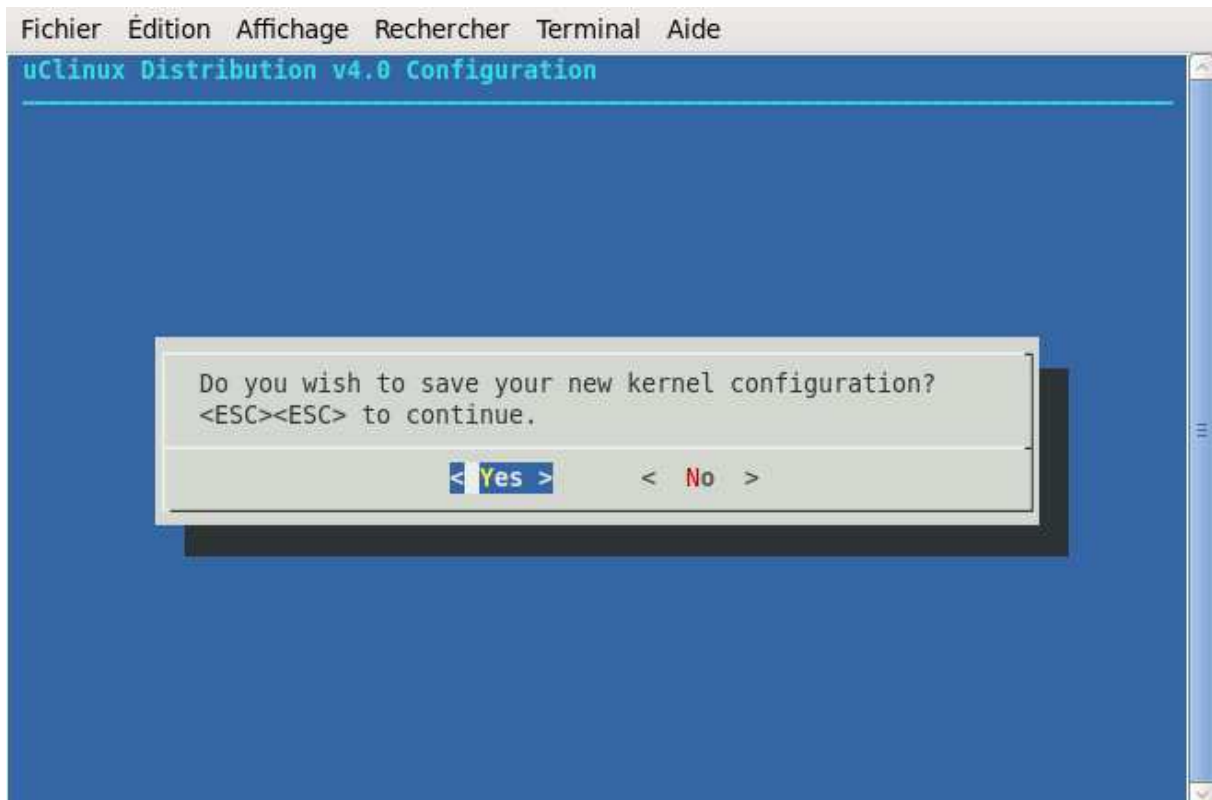 Fichier Édition Affichage Rechercher Terminal Aide
uClinux Distribution v4.0 Configuration
Do you wish to save your new kernel configuration?
<ESC><ESC> to continue.
< Yes > < No >